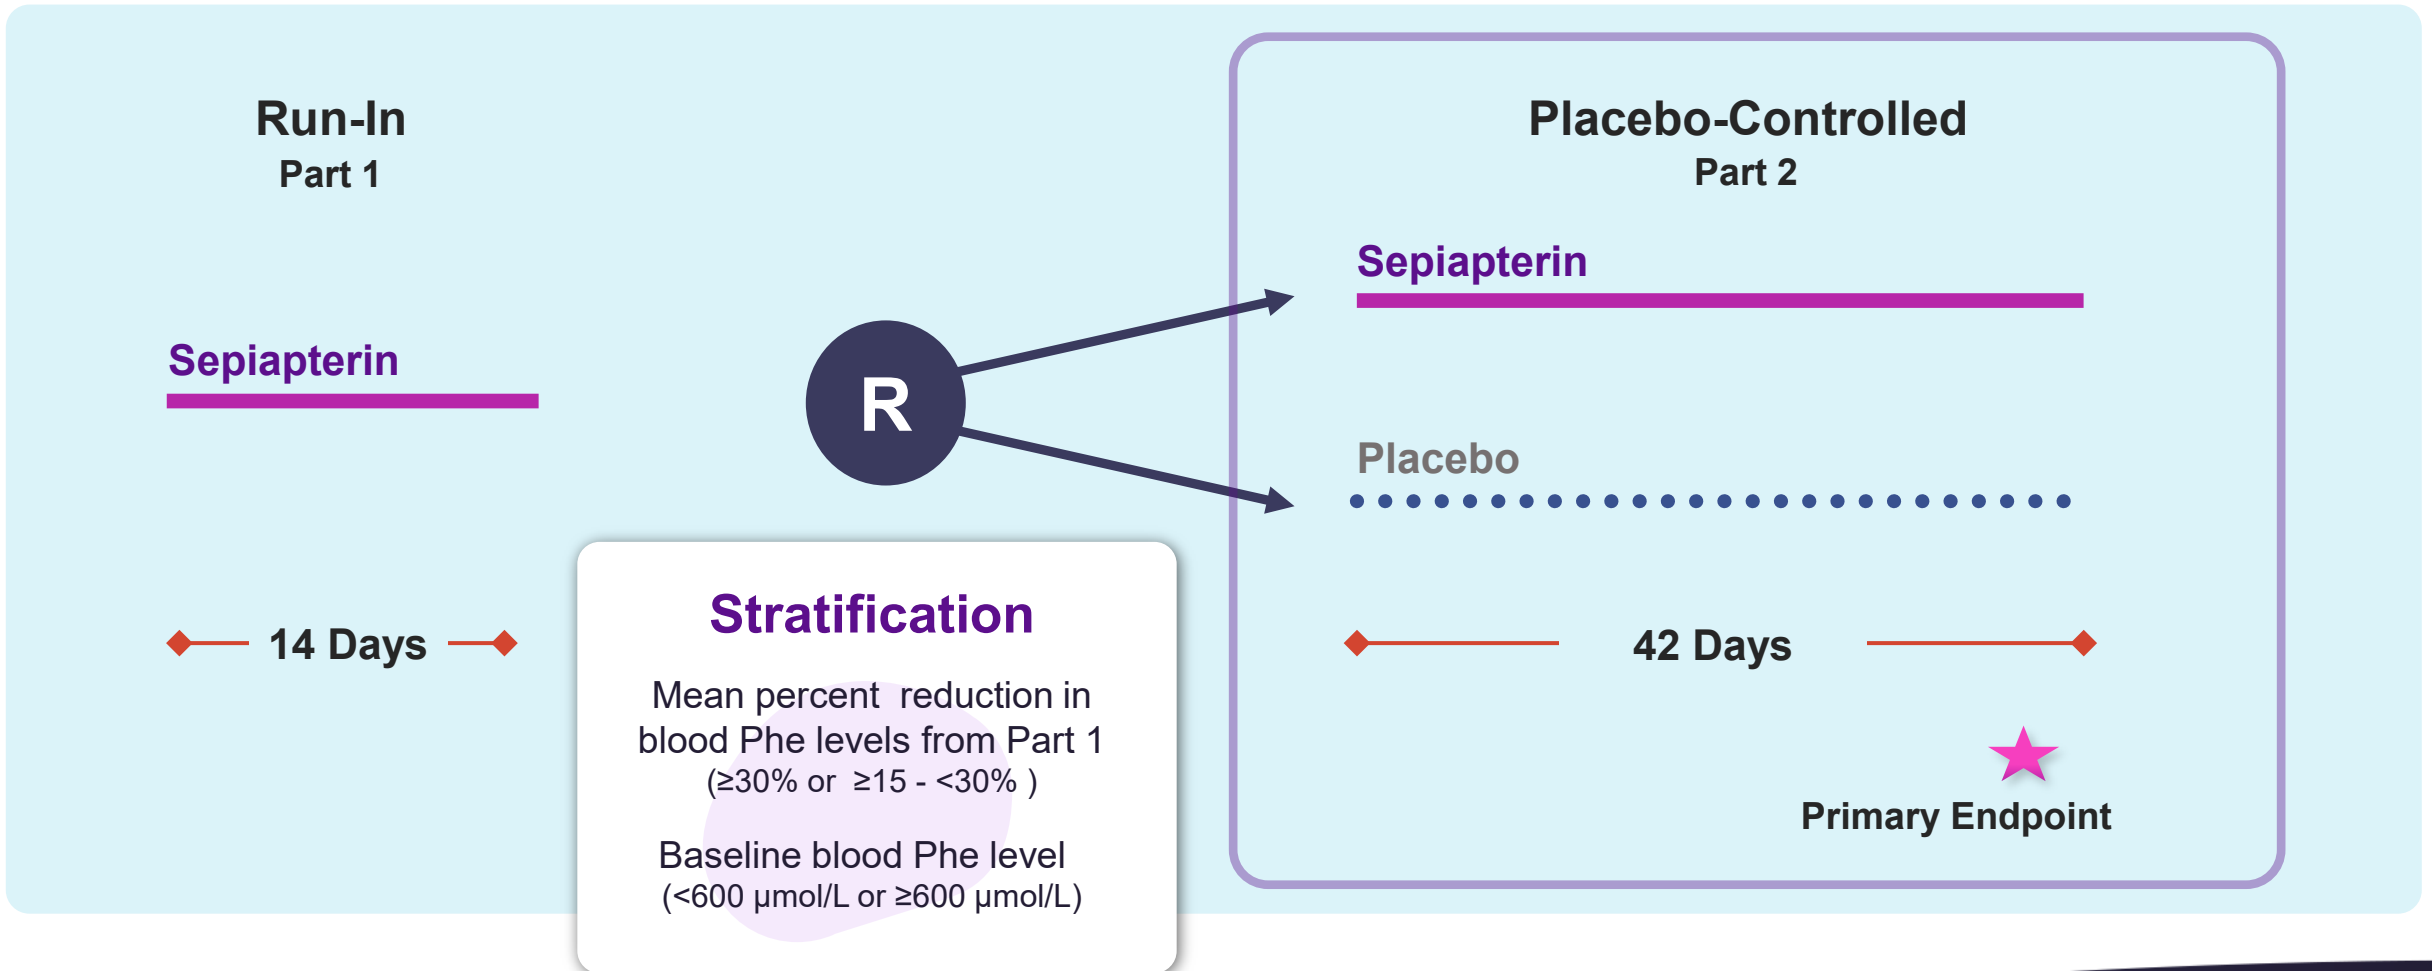 Run-In
Part 1
Sepiapterin
14 Days
R
Stratification
Mean percent  reduction in
blood Phe levels from Part 1
(≥30% or  ≥15 - <30% )
Baseline blood Phe level
(<600 µmol/L or ≥600 µmol/L)
Placebo-Controlled
Part 2
Sepiapterin
Placebo
42 Days
Primary Endpoint